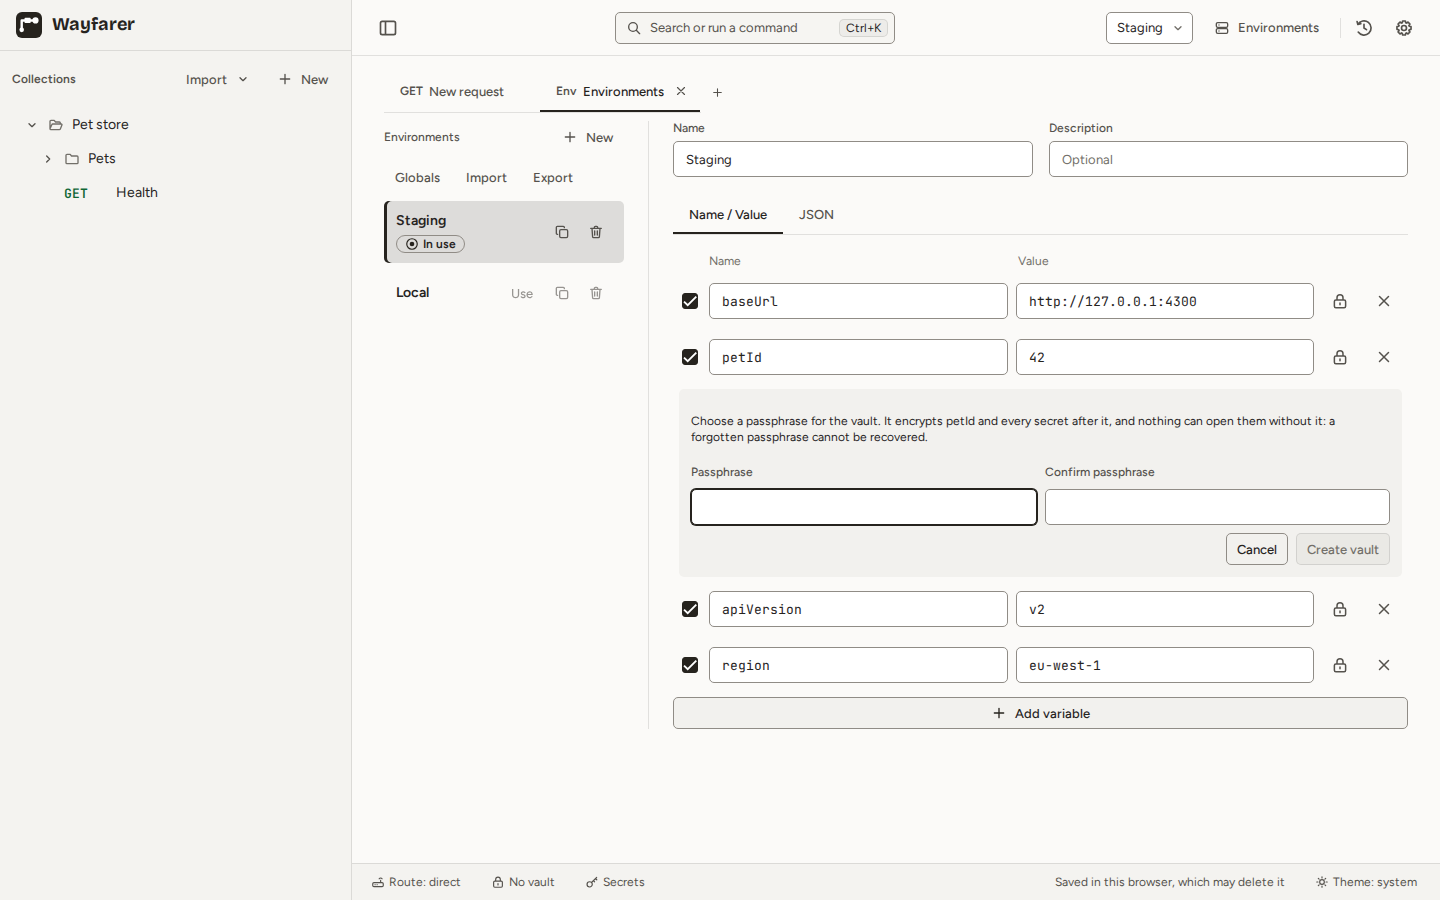 Wayfarer
Search or run a command
Ctrl+K
Staging
Environments
Collections
Import
New
Pet store
Pets
GET Health
GET New request
Env Environments
Environments
New
Globals
Import
Export
Staging
In use
Local
Use
Name
Description
Staging
Optional
Name / Value
JSON
Name
Value
baseUrl
http://127.0.0.1:4300
petId
42
Choose a passphrase for the vault. It encrypts petId and every secret after it, and nothing can open them without it: a
forgotten passphrase cannot be recovered.
Passphrase
Confirm passphrase
Cancel
Create vault
apiVersion
v2
region
eu-west-1
Add variable
Route: direct
No vault
Secrets
Saved in this browser, which may delete it
Theme: system